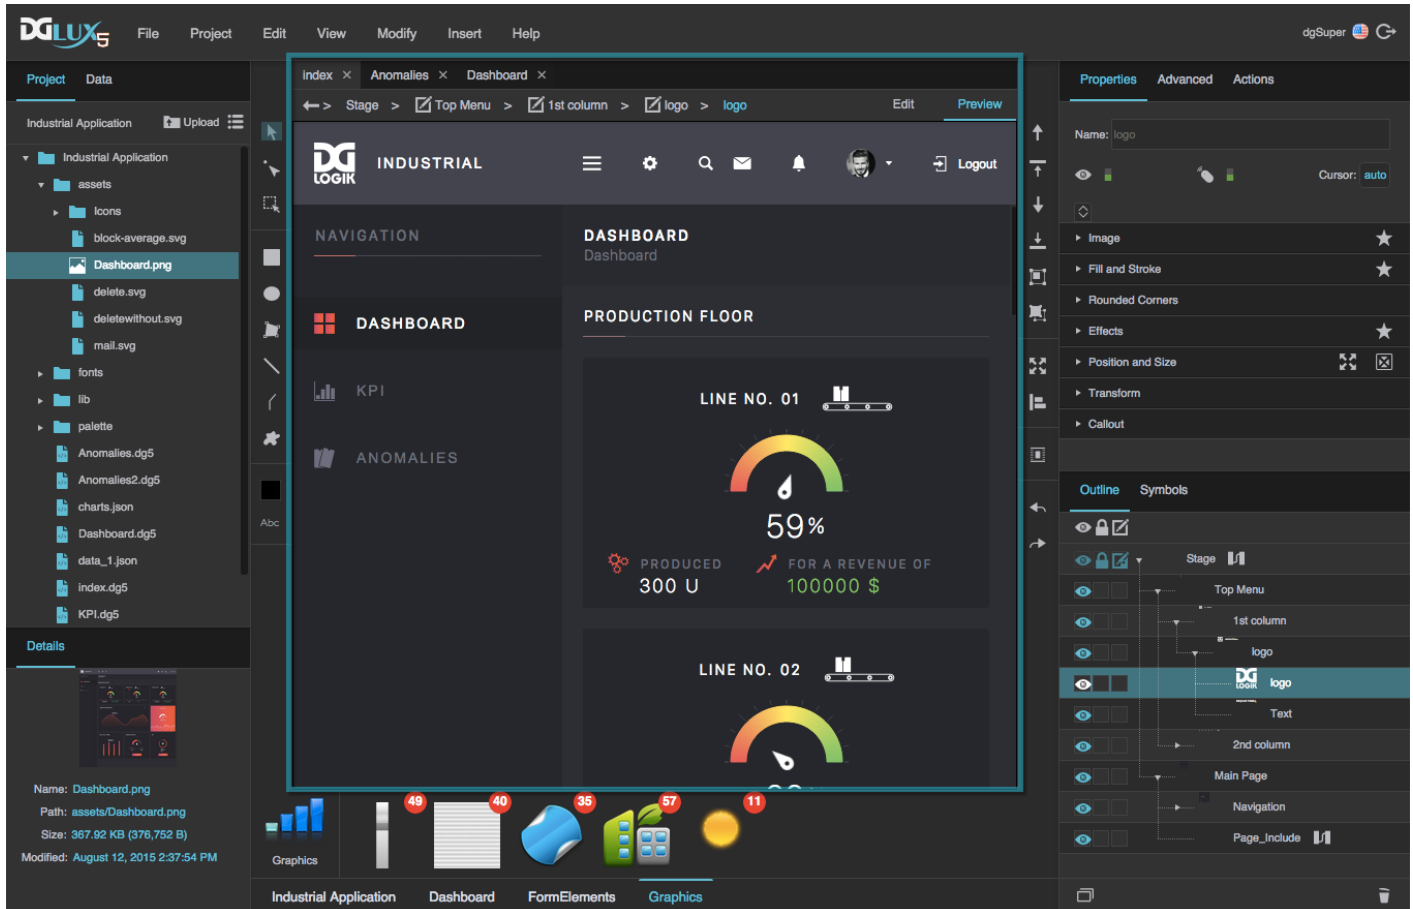 DGLUX5 File Project Edit View Modify Insert Help dgSuper
Project Data
Industrial Application Upload
Industrial Application
assets
Icons
block-average.svg
Dashboard.png
delete.svg
deletewithout.svg
mail.svg
fonts
lib
palette
Anomalies.dg5
Anomalies2.dg5
charts.json
Dashboard.dg5
data_1.json
index.dg5
KPI.dg5
Details
Name: Dashboard.png
Path: assets/Dashboard.png
Size: 367.92 KB (376,752 B)
Modified: August 12, 2015 2:37:54 PM
Abc
index × Anomalies × Dashboard ×
> Stage > Top Menu > 1st column > logo > logo Edit Preview
DG LOGIK INDUSTRIAL Logout
NAVIGATION
DASHBOARD
KPI
ANOMALIES
DASHBOARD
Dashboard
PRODUCTION FLOOR
LINE NO. 01
59%
PRODUCED FOR A REVENUE OF
300 U 100000 $
LINE NO. 02
Graphics
49 40 35 57 11
Industrial Application Dashboard FormElements Graphics
Properties Advanced Actions
Name: logo
Cursor: auto
Image
Fill and Stroke
Rounded Corners
Effects
Position and Size
Transform
Callout
Outline Symbols
Stage
Top Menu
1st column
logo
DG LOGIK logo
Text
2nd column
Main Page
Navigation
Page_Include